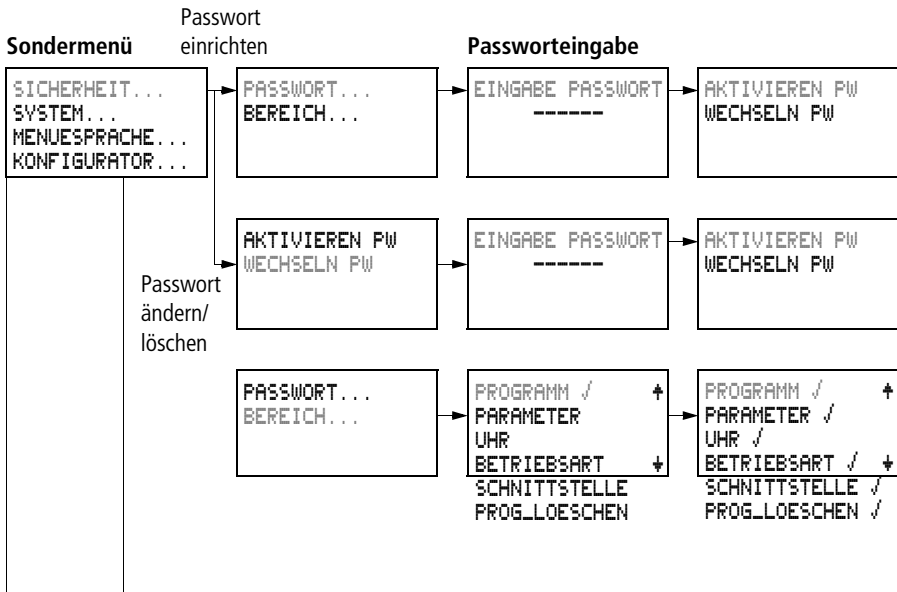 Passwort
einrichten
Sondermenü
Passworteingabe
SICHERHEIT...
SYSTEM...
MENUESPRACHE...
KONFIGURATOR...
PASSWORT...
BEREICH...
EINGABE PASSWORT
------
AKTIVIEREN PW
WECHSELN PW
Passwort
ändern/
löschen
AKTIVIEREN PW
WECHSELN PW
EINGABE PASSWORT
------
AKTIVIEREN PW
WECHSELN PW
PASSWORT...
BEREICH...
PROGRAMM √
PARAMETER
UHR
BETRIEBSART
SCHNITTSTELLE
PROG_LOESCHEN
PROGRAMM √
PARAMETER √
UHR √
BETRIEBSART √
SCHNITTSTELLE √
PROG_LOESCHEN √